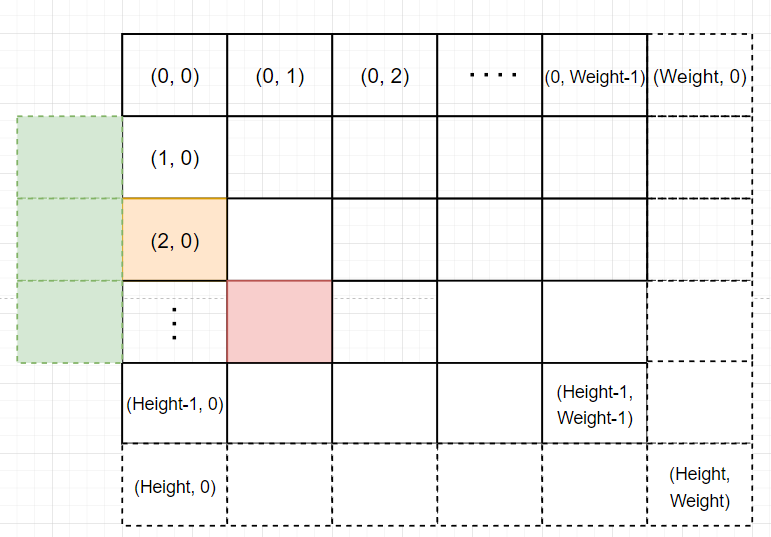 (0, 0) (0, 1) (0, 2) ···· (0, Weight-1) (Weight, 0)
(1, 0)
(2, 0)
⋮
(Height-1, 0) (Height-1,
Weight-1)
(Height, 0) (Height,
Weight)